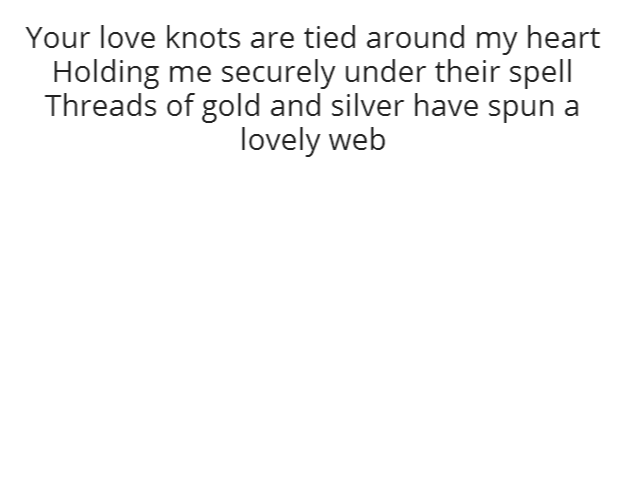 Your love knots are tied around my heart
Holding me securely under their spell
Threads of gold and silver have spun a
lovely web